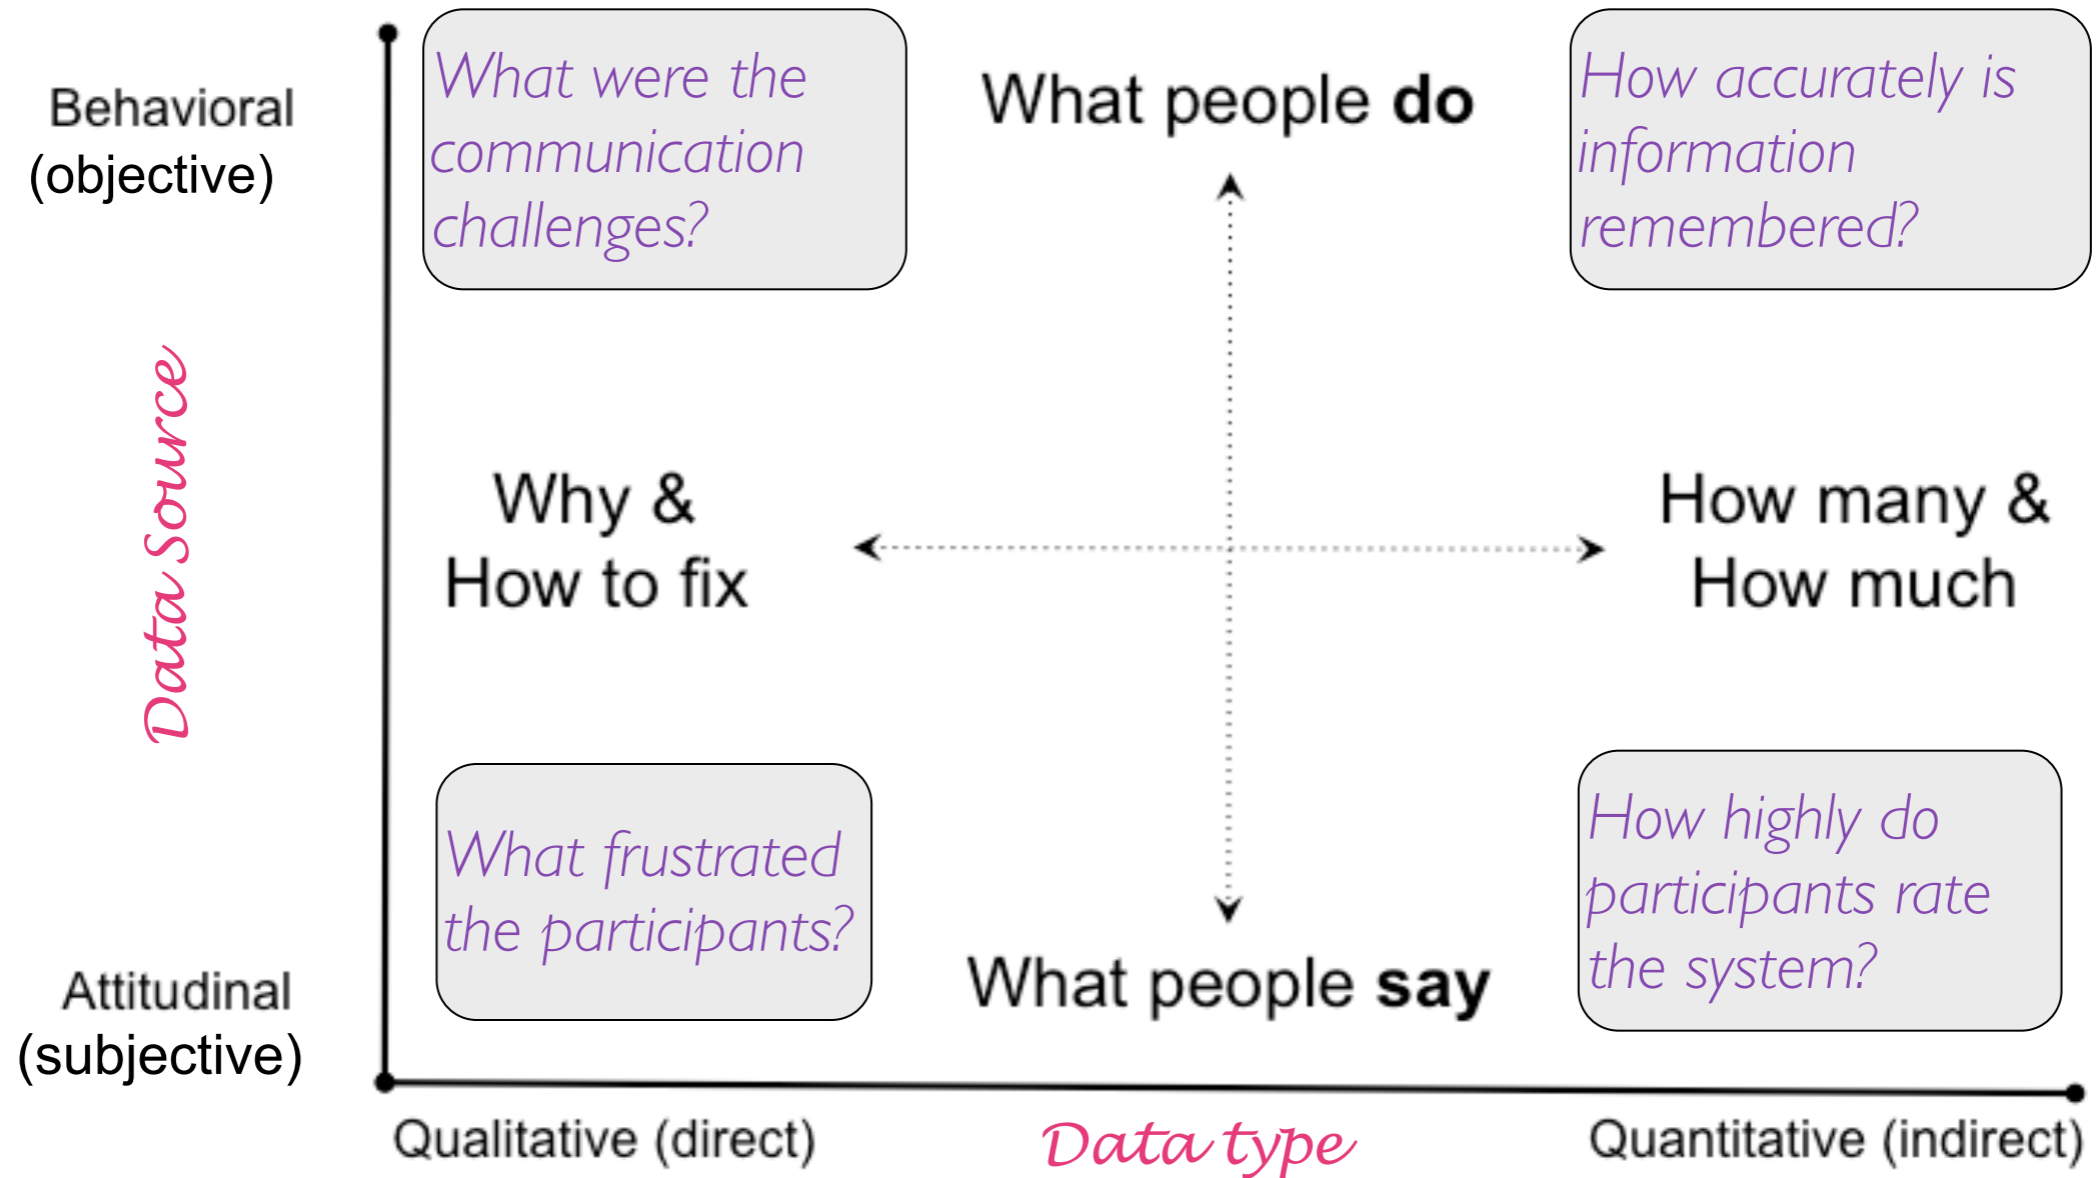 Behavioral
(objective)
What were the
communication
challenges?
What people do
How accurately is
information
remembered?
Data Source
Why &
How to fix
How many &
How much
Attitudinal
(subjective)
What frustrated
the participants?
What people say
How highly do
participants rate
the system?
Qualitative (direct)
Data type
Quantitative (indirect)